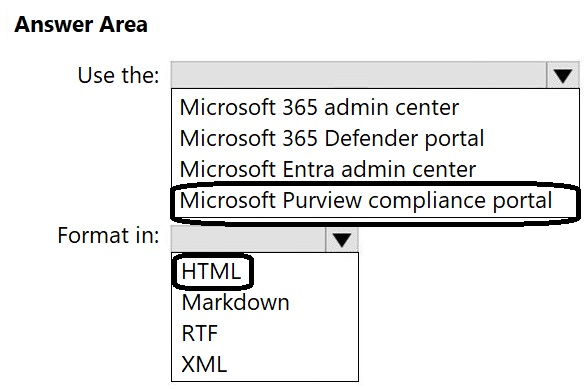 Answer Area
Use the:
Microsoft 365 admin center
Microsoft 365 Defender portal
Microsoft Entra admin center
Microsoft Purview compliance portal
Format in:
HTML
Markdown
RTF
XML